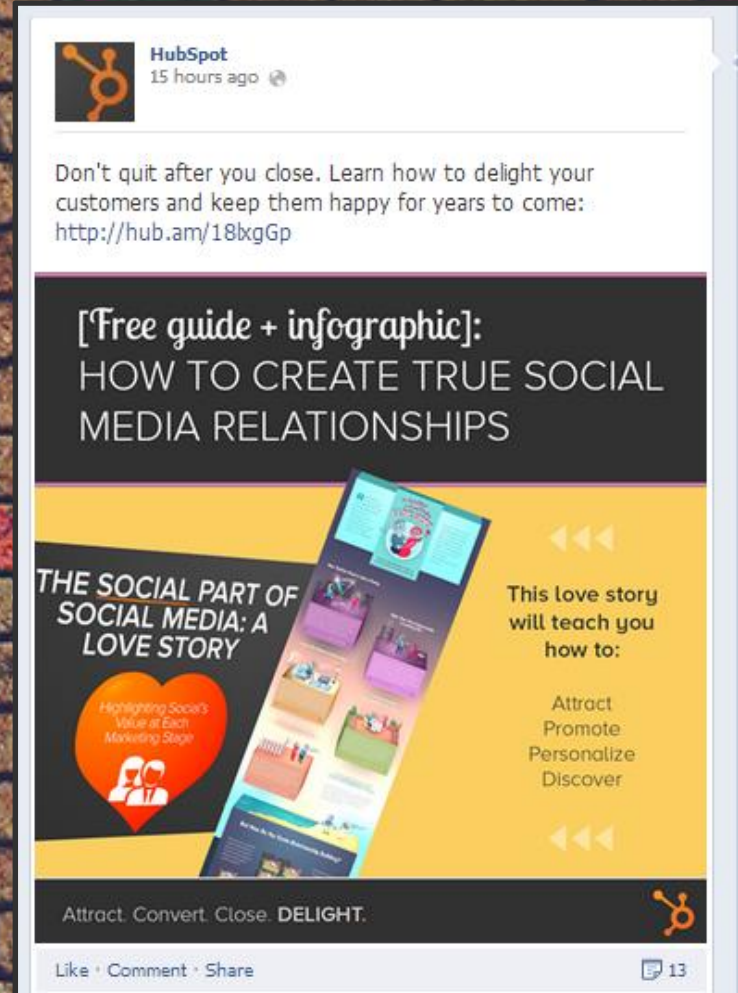 HubSpot
15 hours ago
Don't quit after you close. Learn how to delight your
customers and keep them happy for years to come:
http://hub.am/18lxgGp
[Free guide + infographic]:
HOW TO CREATE TRUE SOCIAL
MEDIA RELATIONSHIPS
THE SOCIAL PART OF
SOCIAL MEDIA: A
LOVE STORY
Highlighting Social's
Value at Each
Marketing Stage
This love story
will teach you
how to:
Attract
Promote
Personalize
Discover
Attract. Convert. Close. DELIGHT.
Like · Comment · Share
13